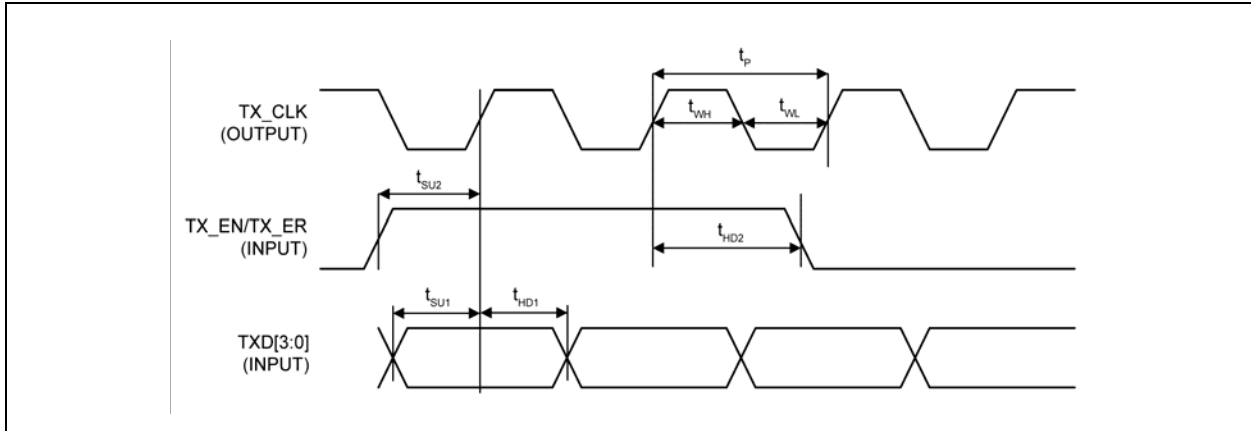 t_P
TX_CLK
(OUTPUT)
t_WH
t_WL
t_SU2
TX_EN/TX_ER
(INPUT)
t_HD2
t_SU1
t_HD1
TXD[3:0]
(INPUT)